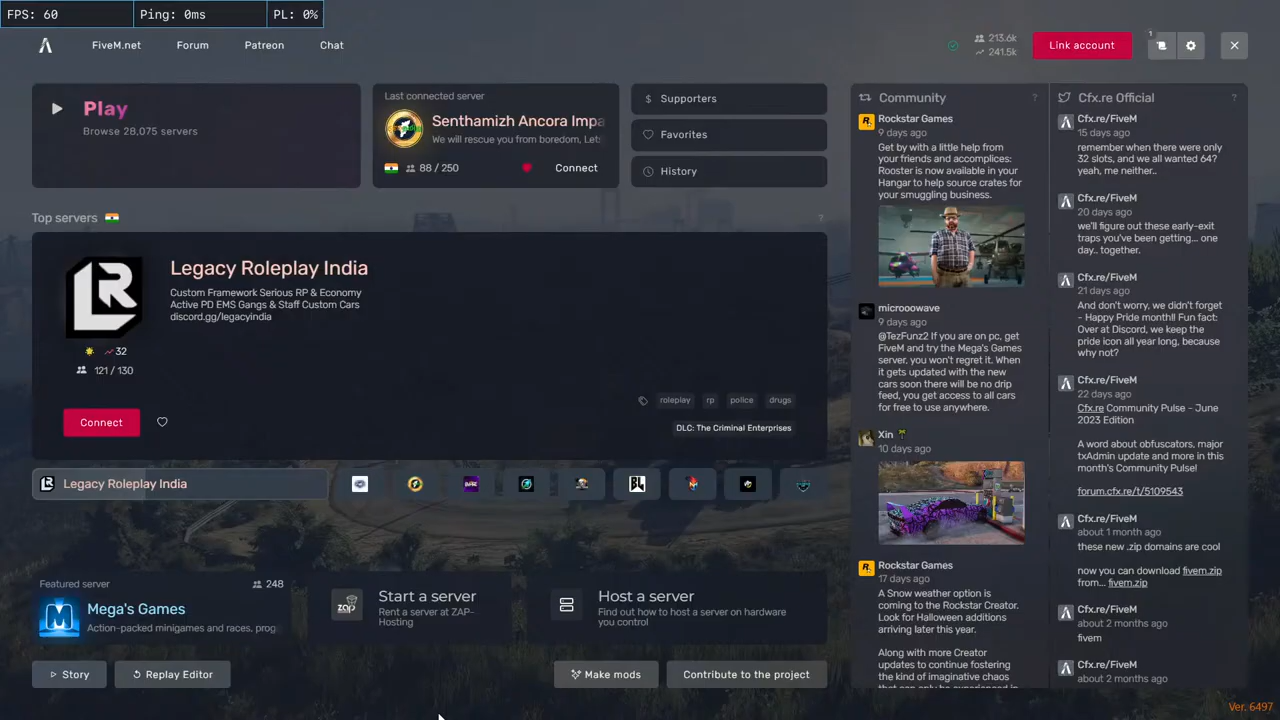 FPS: 60
Ping: 0ms
PL: 0%
FiveM.net
Forum
Patreon
Chat
213.6k
241.5k
Link account
1
Play
Browse 28,075 servers
Last connected server
Senthamizh Ancora Impa
We will rescue you from boredom, Lets
88 / 250
Connect
$ Supporters
Favorites
History
Top servers
?
Legacy Roleplay India
Custom Framework Serious RP & Economy
Active PD EMS Gangs & Staff Custom Cars
discord.gg/legacyindia
32
121 / 130
Connect
roleplay
rp
police
drugs
DLC: The Criminal Enterprises
Legacy Roleplay India
BL
Featured server
248
Mega's Games
Action-packed minigames and races, prog
ZAP
Start a server
Rent a server at ZAP-
Hosting
Host a server
Find out how to host a server on hardware
you control
Story
Replay Editor
Make mods
Contribute to the project
Community
?
Rockstar Games
9 days ago
Get by with a little help from
your friends and accomplices:
Rooster is now available in your
Hangar to help source crates for
your smuggling business.
microoowave
9 days ago
@TezFunz2 If you are on pc, get
FiveM and try the Mega's Games
server, you won't regret it. When
it gets updated with the new
cars soon there will be no drip
feed, you get access to all cars
for free to use anywhere.
Xin
10 days ago
Rockstar Games
17 days ago
A Snow weather option is
coming to the Rockstar Creator.
Look for Halloween additions
arriving later this year.
Along with more Creator
updates to continue fostering
the kind of imaginative chaos
that can only be experienced in
Cfx.re Official
?
Cfx.re/FiveM
15 days ago
remember when there were only
32 slots, and we all wanted 64?
yeah, me neither..
Cfx.re/FiveM
20 days ago
we'll figure out these early-exit
traps you've been getting... one
day.. together.
Cfx.re/FiveM
21 days ago
And don't worry, we didn't forget
- Happy Pride month!! Fun fact:
Over at Discord, we keep the
pride icon all year long, because
why not?
Cfx.re/FiveM
22 days ago
Cfx.re Community Pulse - June
2023 Edition
A word about obfuscators, major
txAdmin update and more in this
month's Community Pulse!
forum.cfx.re/t/5109543
Cfx.re/FiveM
about 1 month ago
these new .zip domains are cool
now you can download fivem.zip
from... fivem.zip
Cfx.re/FiveM
about 2 months ago
fivem
Cfx.re/FiveM
about 2 months ago
Ver. 6497